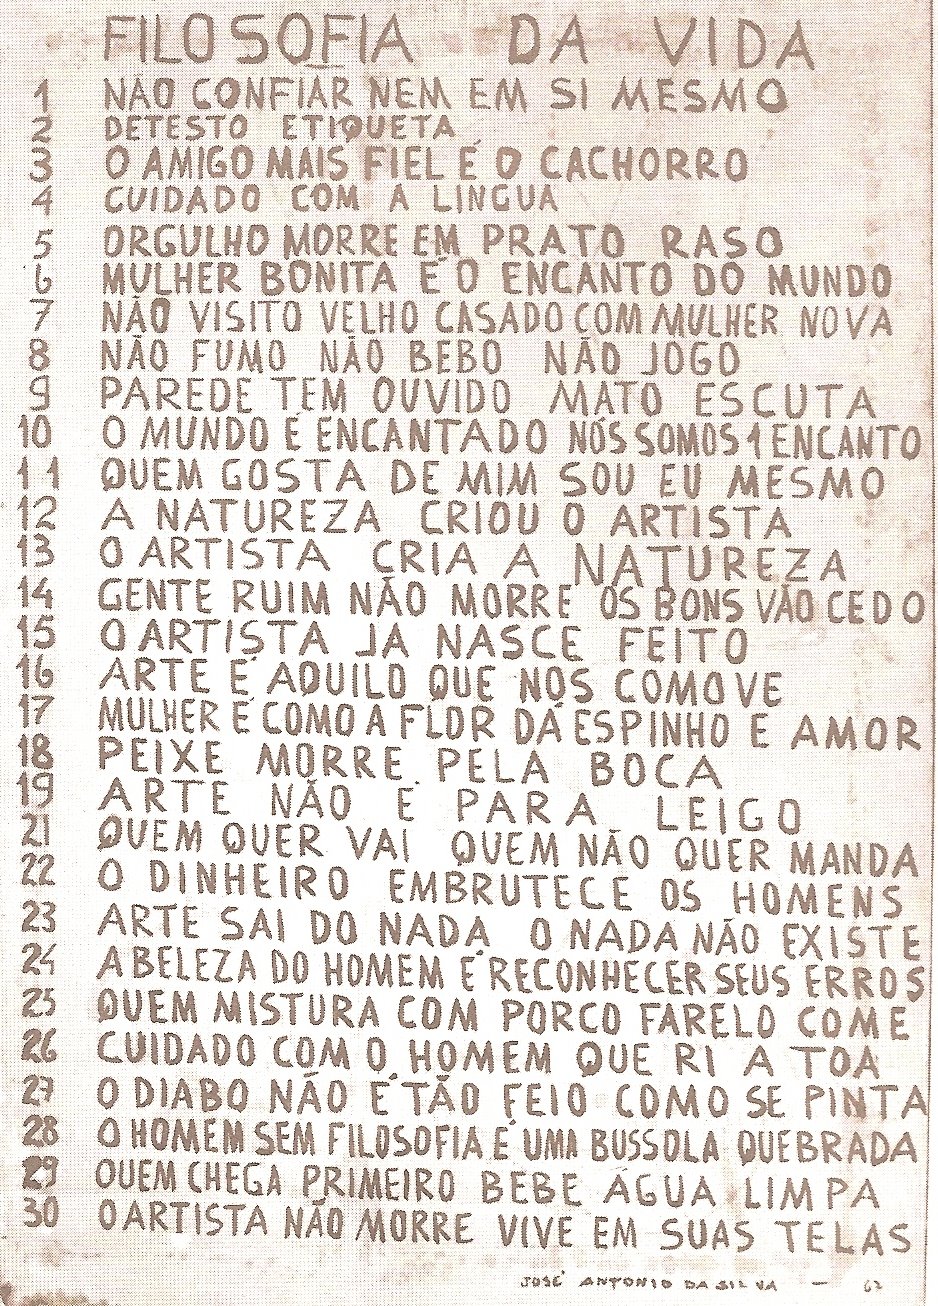 FILOSOFIA DA VIDA
1 NÃO CONFIAR NEM EM SI MESMO
2 DETESTO ETIQUETA
3 O AMIGO MAIS FIEL É O CACHORRO
4 CUIDADO COM A LINGUA
5 ORGULHO MORRE EM PRATO RASO
6 MULHER BONITA É O ENCANTO DO MUNDO
7 NÃO VISITO VELHO CASADO COM MULHER NOVA
8 NÃO FUMO NÃO BEBO NÃO JOGO
9 PAREDE TEM OUVIDO MATO ESCUTA
10 O MUNDO É ENCANTADO NÓS SOMOS 1 ENCANTO
11 QUEM GOSTA DE MIM SOU EU MESMO
12 A NATUREZA CRIOU O ARTISTA
13 O ARTISTA CRIA A NATUREZA
14 GENTE RUIM NÃO MORRE OS BONS VÃO CEDO
15 O ARTISTA JA NASCE FEITO
16 ARTE É AQUILO QUE NOS COMOVE
17 MULHER É COMO A FLOR DÁ ESPINHO E AMOR
18 PEIXE MORRE PELA BOCA
19 ARTE NÃO E PARA LEIGO
21 QUEM QUER VAI QUEM NÃO QUER MANDA
22 O DINHEIRO EMBRUTECE OS HOMENS
23 ARTE SAI DO NADA O NADA NÃO EXISTE
24 A BELEZA DO HOMEM É RECONHECER SEUS ERROS
25 QUEM MISTURA COM PORCO FARELO COME
26 CUIDADO COM O HOMEM QUE RI A TOA
27 O DIABO NÃO É TÃO FEIO COMO SE PINTA
28 O HOMEM SEM FILOSOFIA É UMA BUSSOLA QUEBRADA
29 QUEM CHEGA PRIMEIRO BEBE ÁGUA LIMPA
30 O ARTISTA NÃO MORRE VIVE EM SUAS TELAS
JOSÉ ANTONIO DA SILVA –